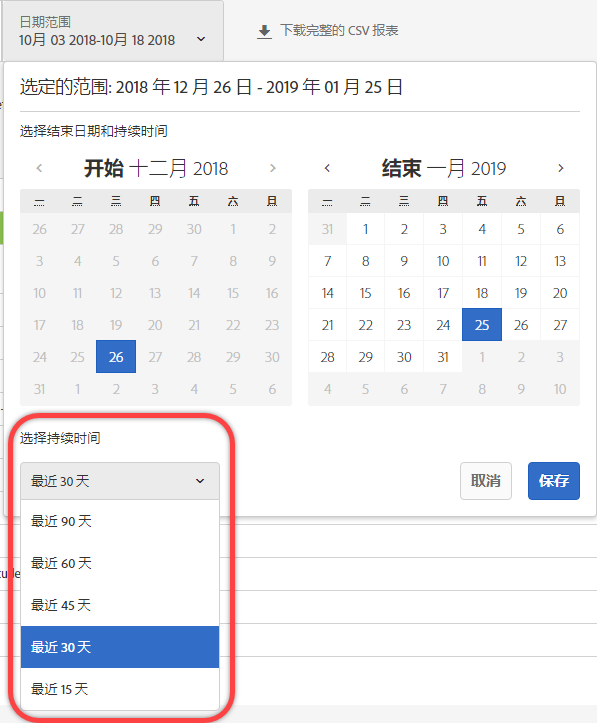 日期范围
10月 03 2018-10月 18 2018
下载完整的 CSV 报表
选定的范围: 2018 年 12 月 26 日 - 2019 年 01 月 25 日
选择结束日期和持续时间
开始 十二月 2018
一 二 三 四 五 六 日
26 27 28 29 30 1 2
3 4 5 6 7 8 9
10 11 12 13 14 15 16
17 18 19 20 21 22 23
24 25 26 27 28 29 30
31 1 2 3 4 5 6
结束 一月 2019
一 二 三 四 五 六 日
31 1 2 3 4 5 6
7 8 9 10 11 12 13
14 15 16 17 18 19 20
21 22 23 24 25 26 27
28 29 30 31 1 2 3
4 5 6 7 8 9 10
选择持续时间
最近 30 天
取消
保存
最近 90 天
最近 60 天
最近 45 天
最近 30 天
最近 15 天